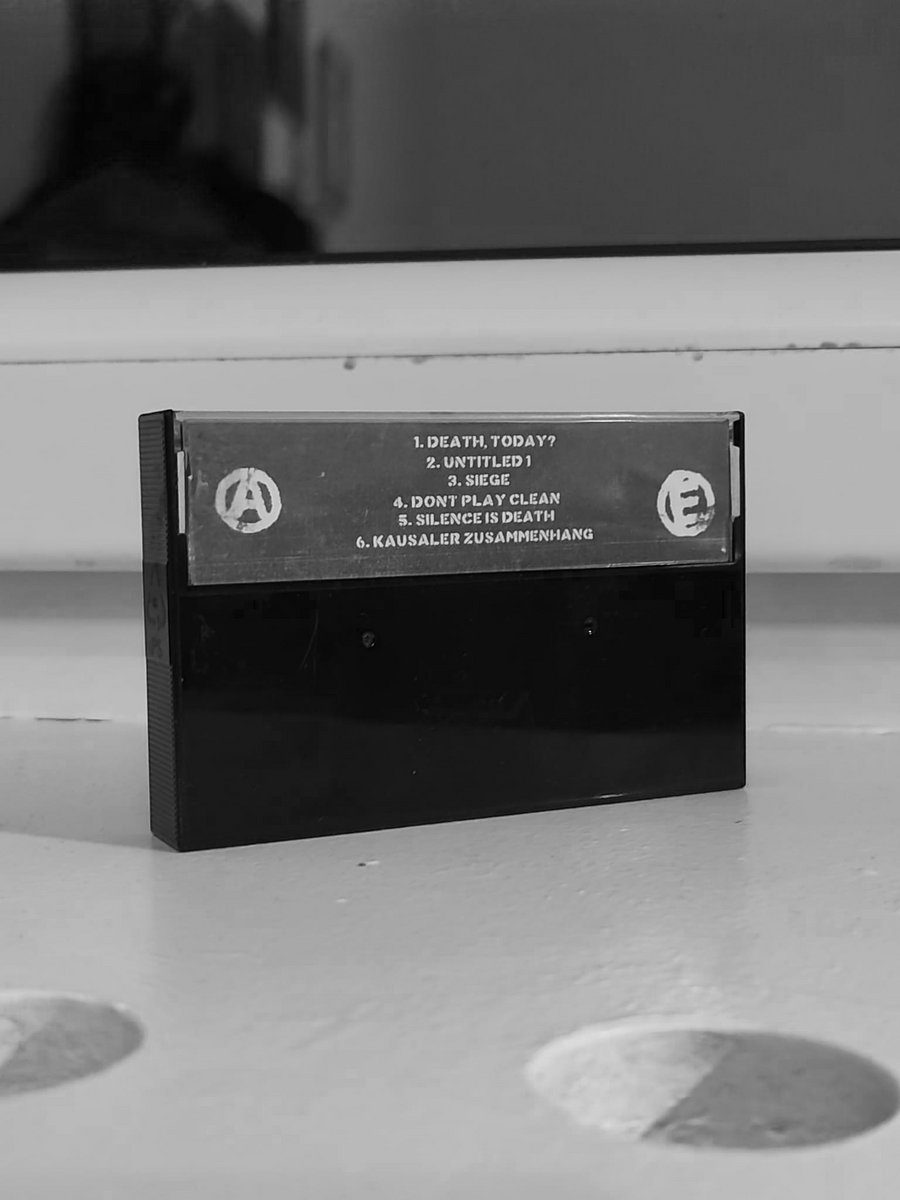 1. DEATH, TODAY?
2. UNTITLED 1
3. SIEGE
4. DONT PLAY CLEAN
5. SILENCE IS DEATH
6. KAUSALER ZUSAMMENHANG
A
E